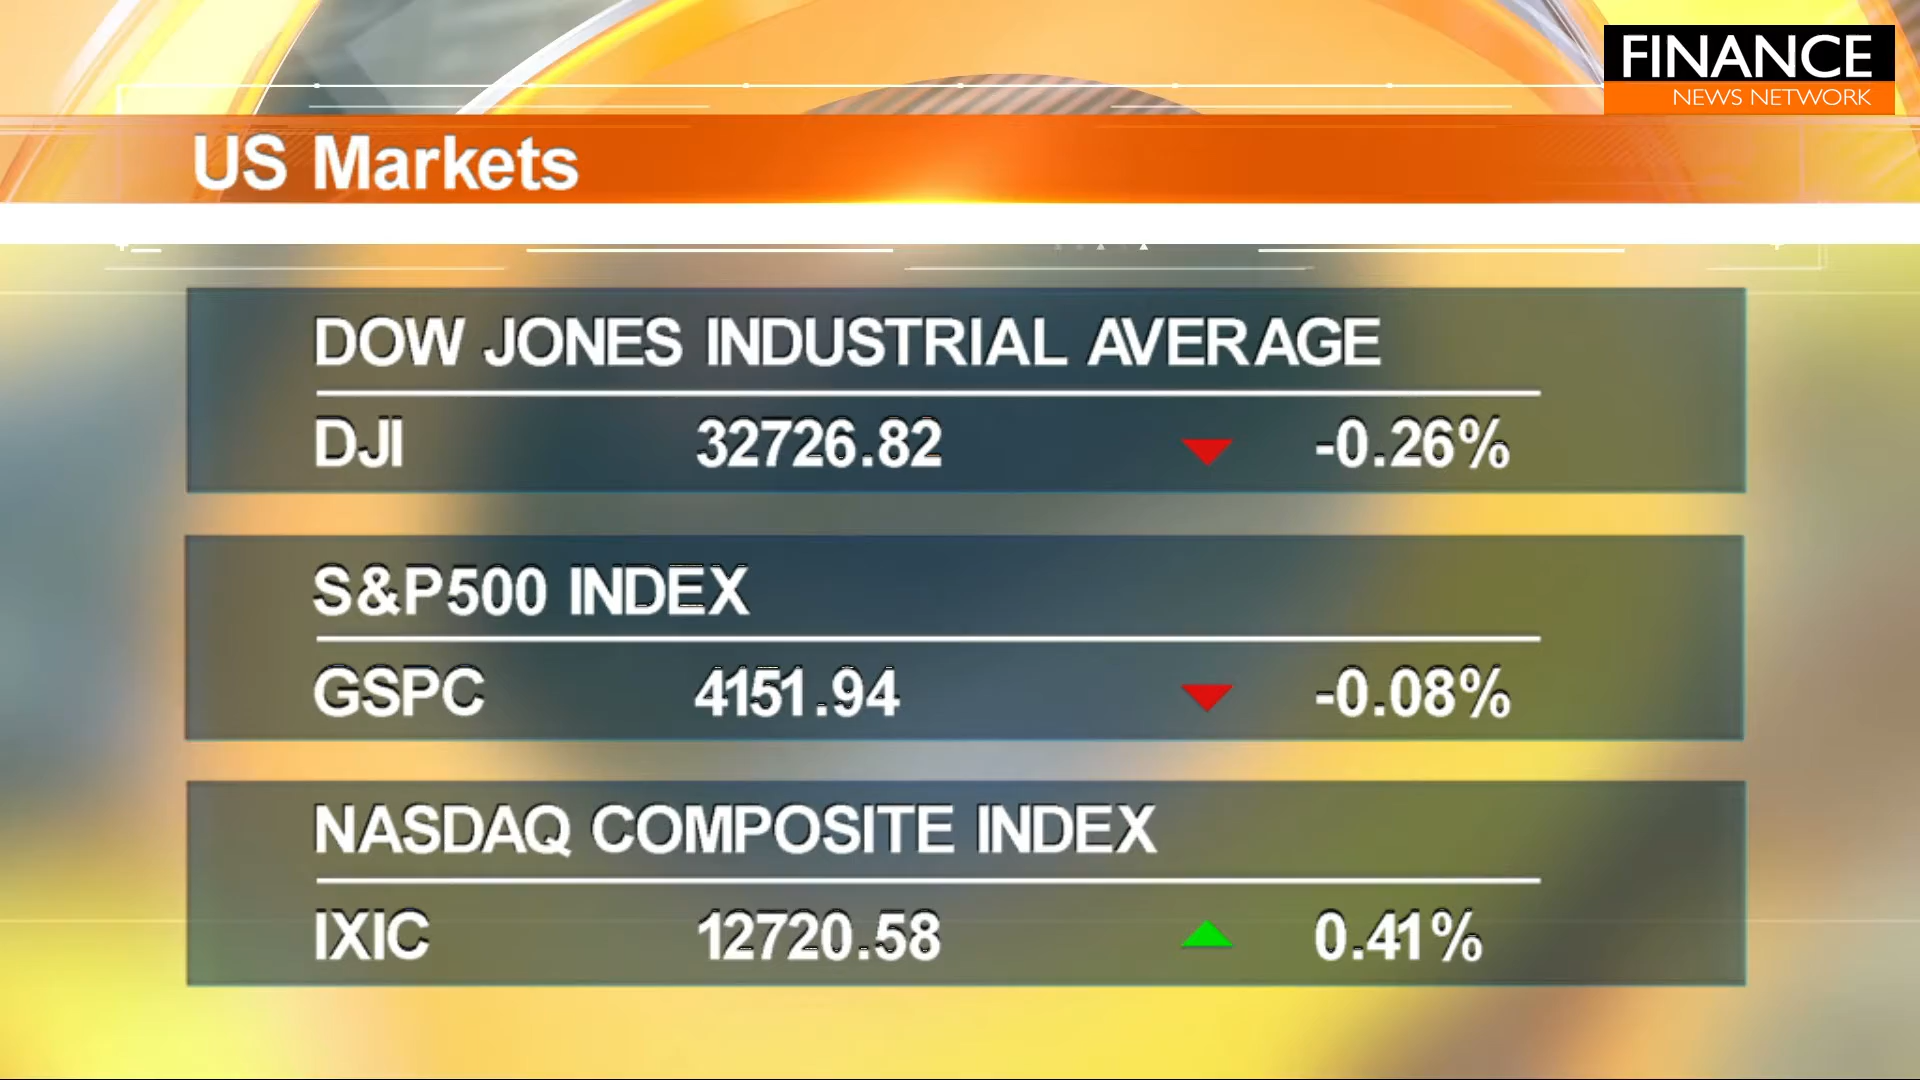 FINANCE
NEWS NETWORK
US Markets
DOW JONES INDUSTRIAL AVERAGE
DJI 32726.82 -0.26%
S&P500 INDEX
GSPC 4151.94 -0.08%
NASDAQ COMPOSITE INDEX
IXIC 12720.58 0.41%